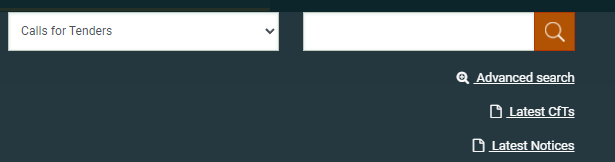 Calls for Tenders
Advanced search
Latest CfTs
Latest Notices